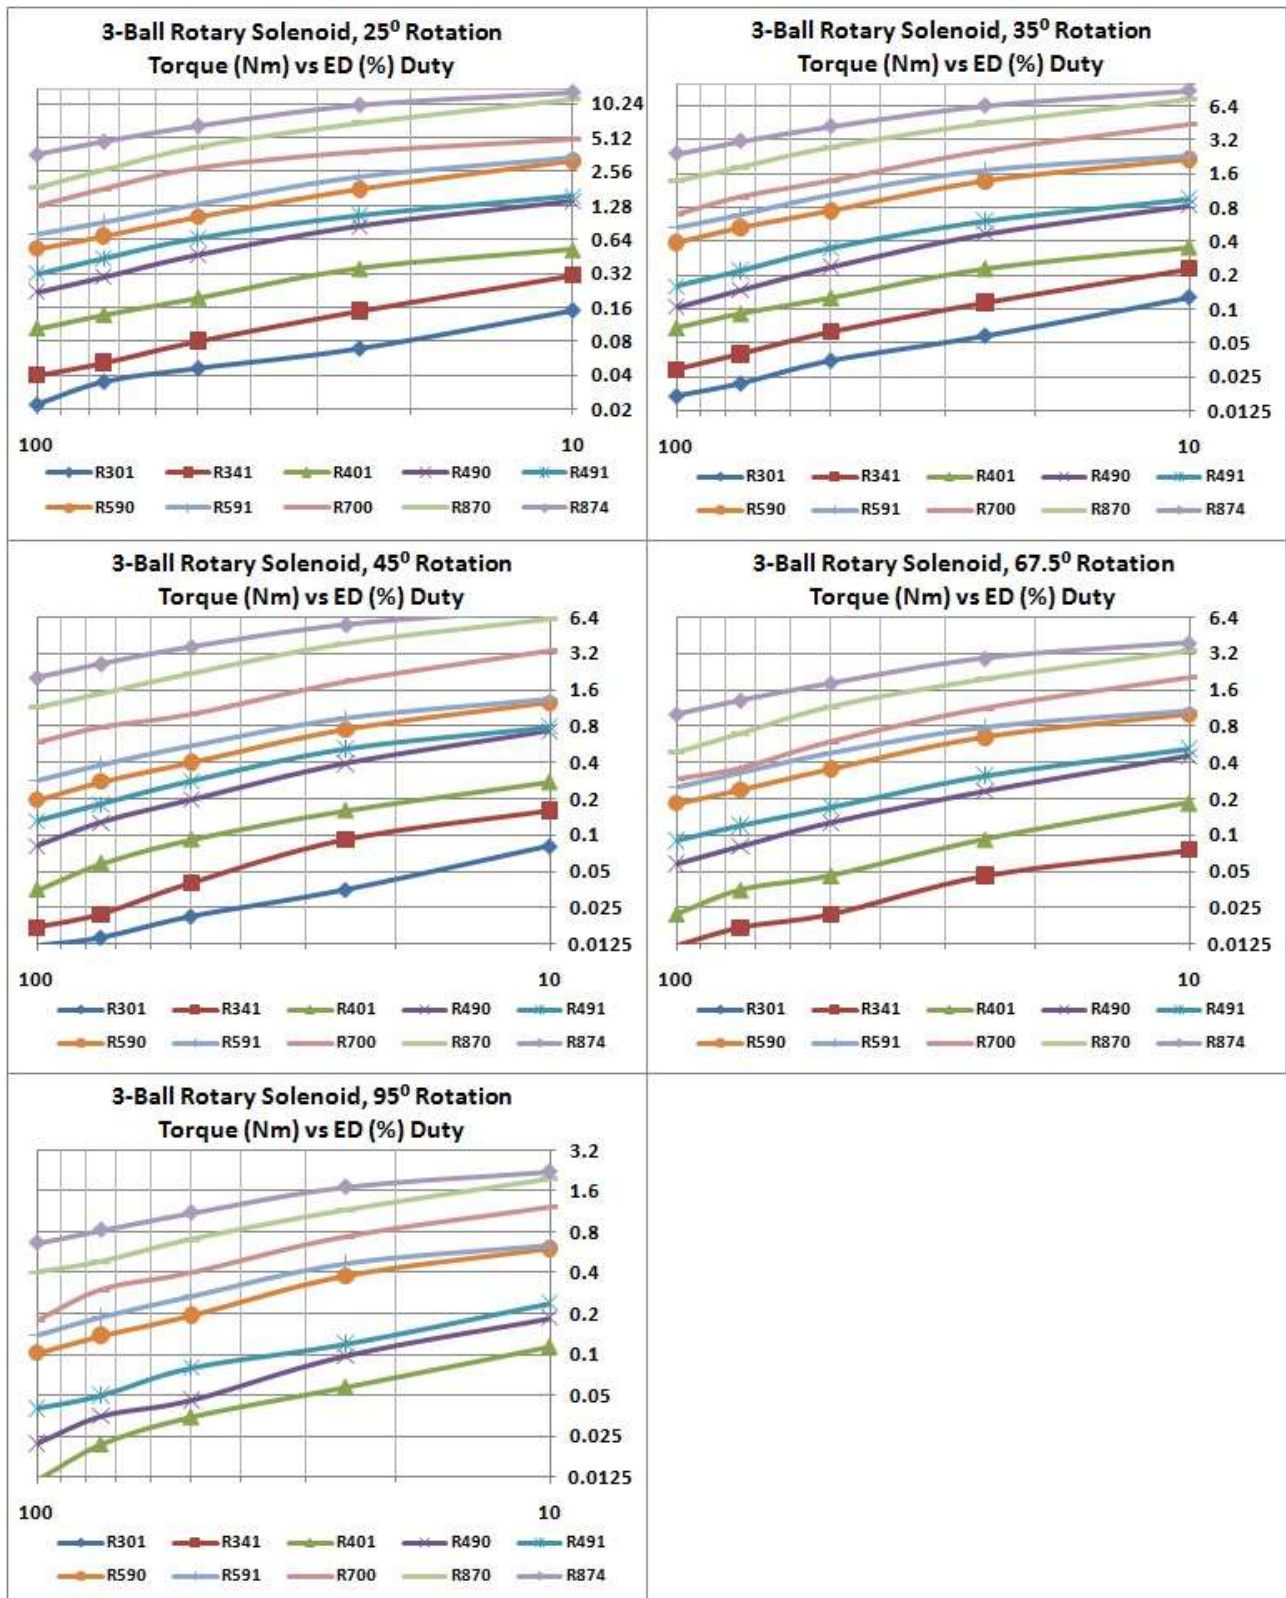 3-Ball Rotary Solenoid, 25⁰ Rotation
Torque (Nm) vs ED (%) Duty
10.24
5.12
2.56
1.28
0.64
0.32
0.16
0.08
0.04
0.02
100 10
R301 R341 R401 R490 R491
R590 R591 R700 R870 R874
3-Ball Rotary Solenoid, 35⁰ Rotation
Torque (Nm) vs ED (%) Duty
6.4
3.2
1.6
0.8
0.4
0.2
0.1
0.05
0.025
0.0125
100 10
R301 R341 R401 R490 R491
R590 R591 R700 R870 R874
3-Ball Rotary Solenoid, 45⁰ Rotation
Torque (Nm) vs ED (%) Duty
6.4
3.2
1.6
0.8
0.4
0.2
0.1
0.05
0.025
0.0125
100 10
R301 R341 R401 R490 R491
R590 R591 R700 R870 R874
3-Ball Rotary Solenoid, 67.5⁰ Rotation
Torque (Nm) vs ED (%) Duty
6.4
3.2
1.6
0.8
0.4
0.2
0.1
0.05
0.025
0.0125
100 10
R301 R341 R401 R490 R491
R590 R591 R700 R870 R874
3-Ball Rotary Solenoid, 95⁰ Rotation
Torque (Nm) vs ED (%) Duty
3.2
1.6
0.8
0.4
0.2
0.1
0.05
0.025
0.0125
100 10
R301 R341 R401 R490 R491
R590 R591 R700 R870 R874